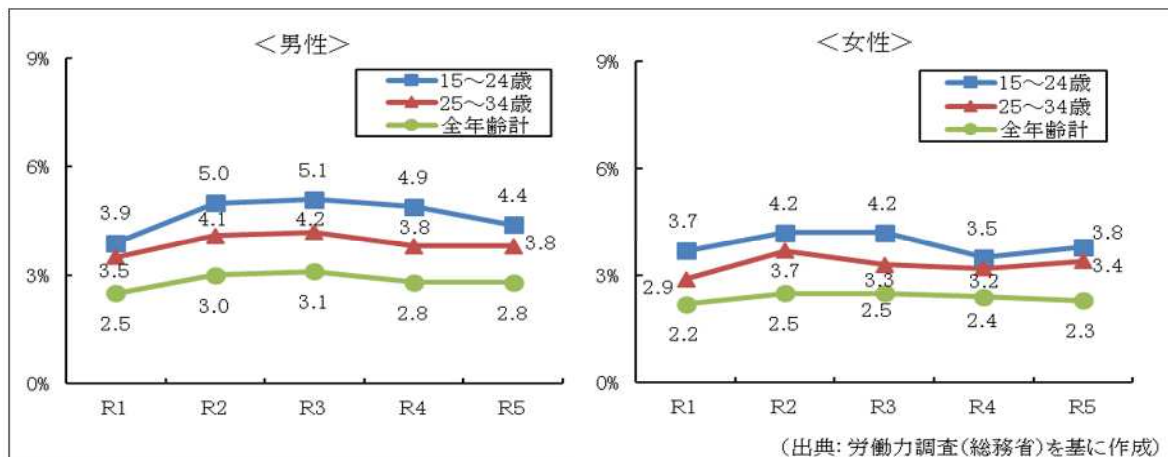 <男性>
9%
6%
3%
0%
15~24歳
25~34歳
全年齢計
3.9
5.0
5.1
4.9
4.4
3.5
4.1
4.2
3.8
3.8
2.5
3.0
3.1
2.8
2.8
R1
R2
R3
R4
R5
<女性>
9%
6%
3%
0%
15~24歳
25~34歳
全年齢計
3.7
4.2
4.2
3.5
3.8
2.9
3.7
3.3
3.2
3.4
2.2
2.5
2.5
2.4
2.3
R1
R2
R3
R4
R5
(出典: 労働力調査(総務省)を基に作成)